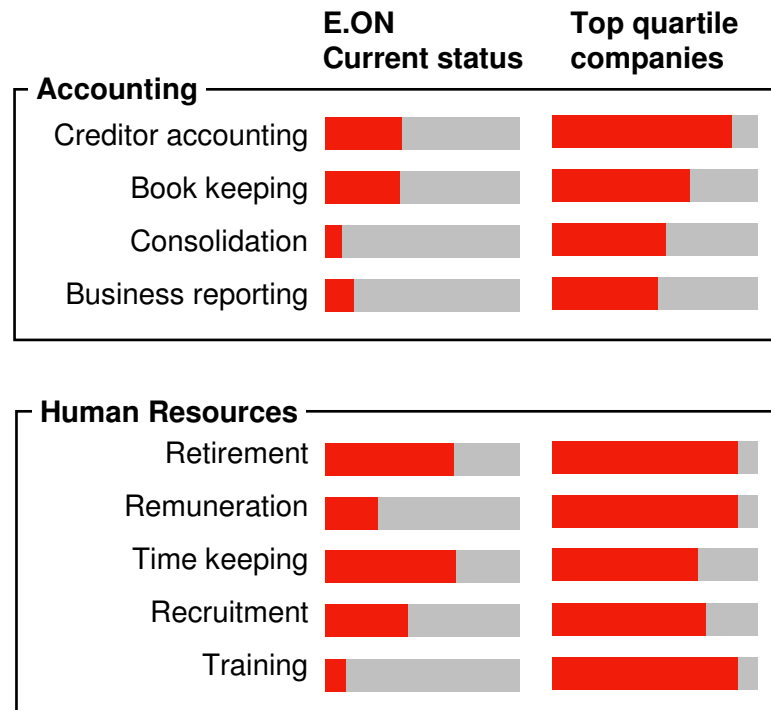 E.ON
Current status
Top quartile
companies
Accounting
Creditor accounting
Book keeping
Consolidation
Business reporting
Human Resources
Retirement
Remuneration
Time keeping
Recruitment
Training